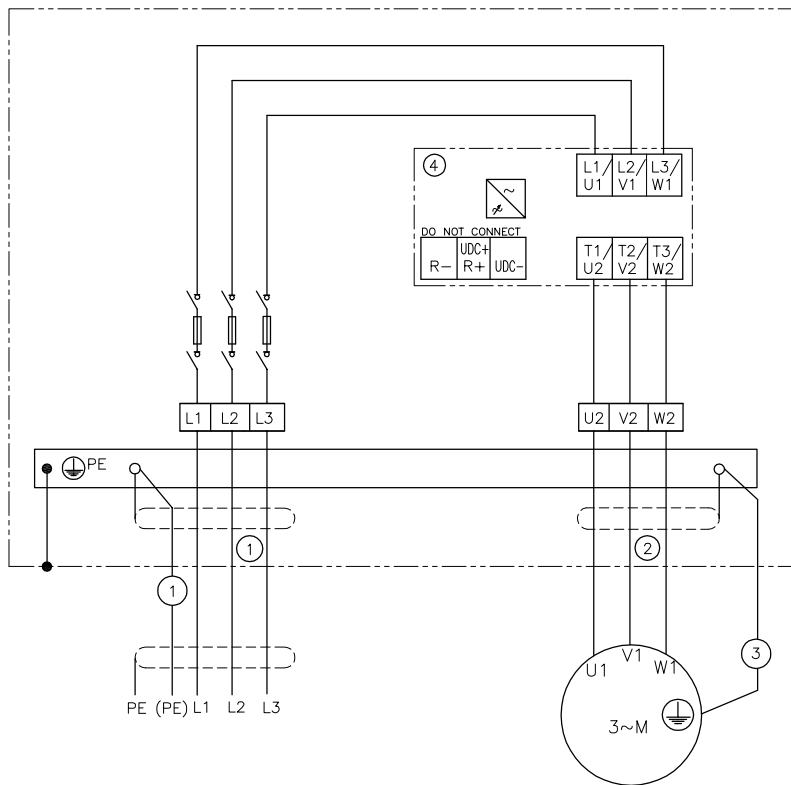 4
L1/ L2/ L3/
U1 V1 W1
DO NOT CONNECT
UDC+
R− R+ UDC−
T1/ T2/ T3/
U2 V2 W2
L1 L2 L3
U2 V2 W2
PE
1
2
1
3
PE (PE) L1 L2 L3
U1 V1 W1
3~M